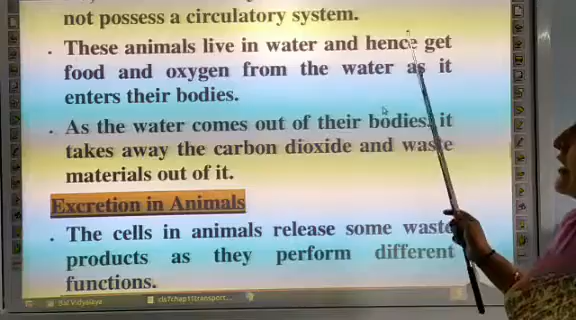 not possess a circulatory system.
. These animals live in water and hence get
food and oxygen from the water as it
enters their bodies.
. As the water comes out of their bodies, it
takes away the carbon dioxide and waste
materials out of it.
Excretion in Animals
. The cells in animals release some waste
products as they perform different
functions.
Bal Vidyalaya